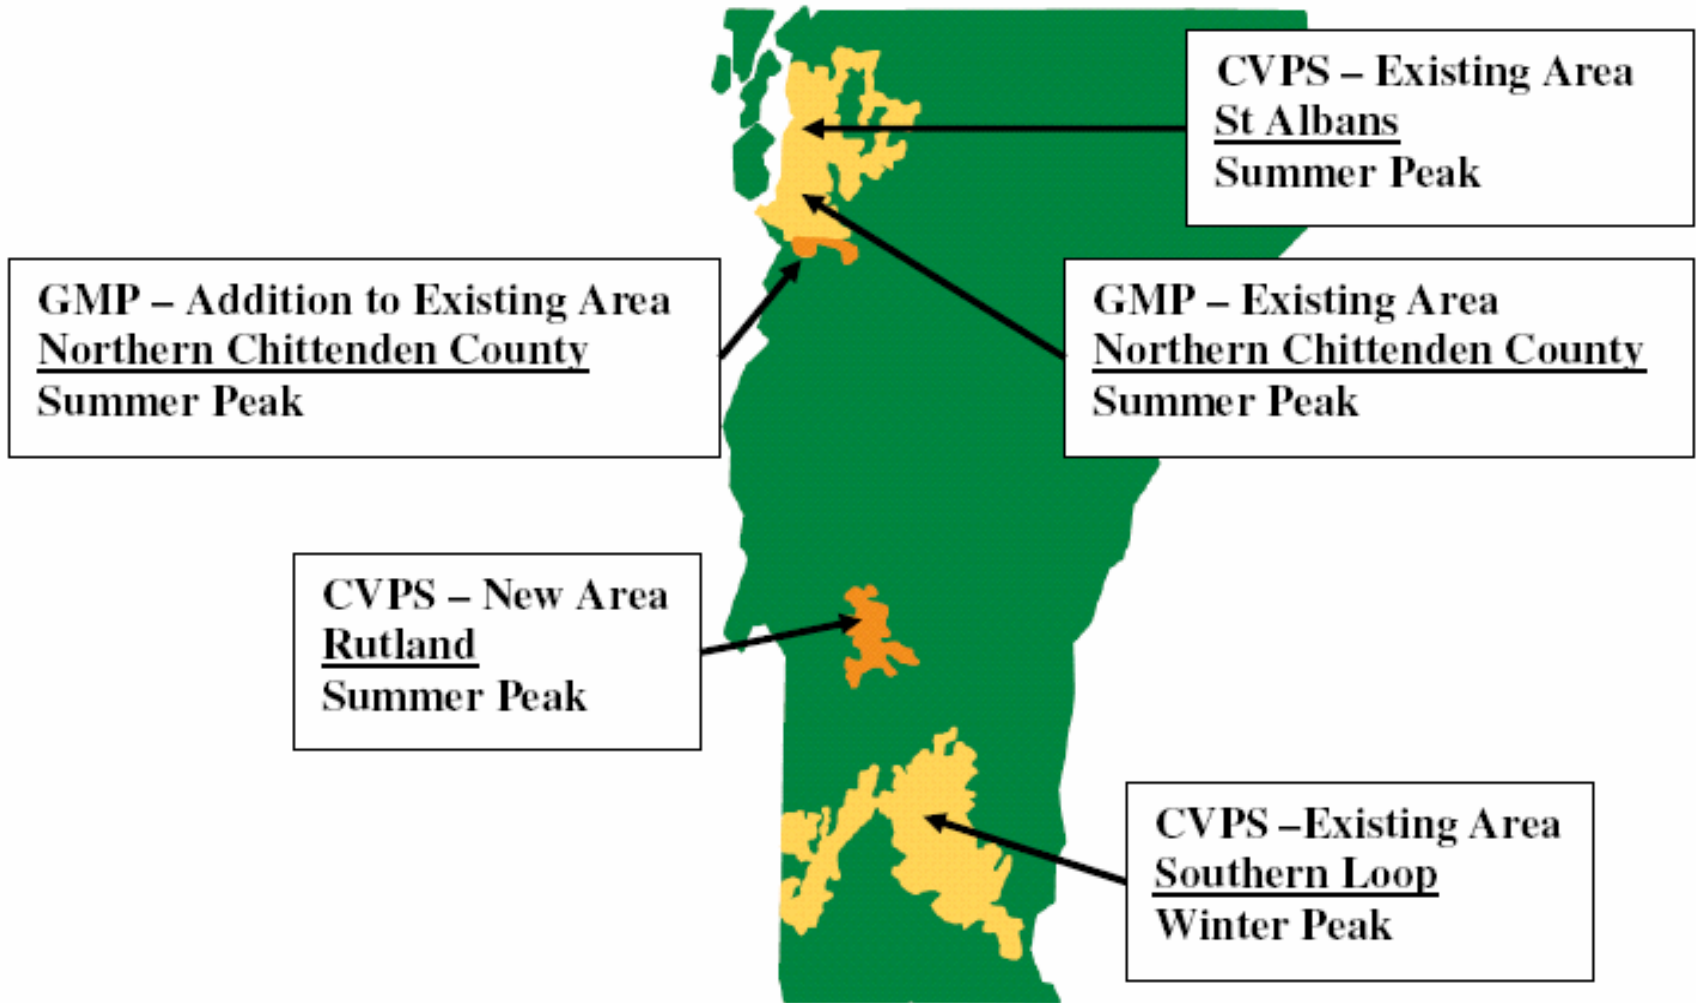 CVPS – Existing Area
St Albans
Summer Peak
GMP – Addition to Existing Area
Northern Chittenden County
Summer Peak
GMP – Existing Area
Northern Chittenden County
Summer Peak
CVPS – New Area
Rutland
Summer Peak
CVPS –Existing Area
Southern Loop
Winter Peak